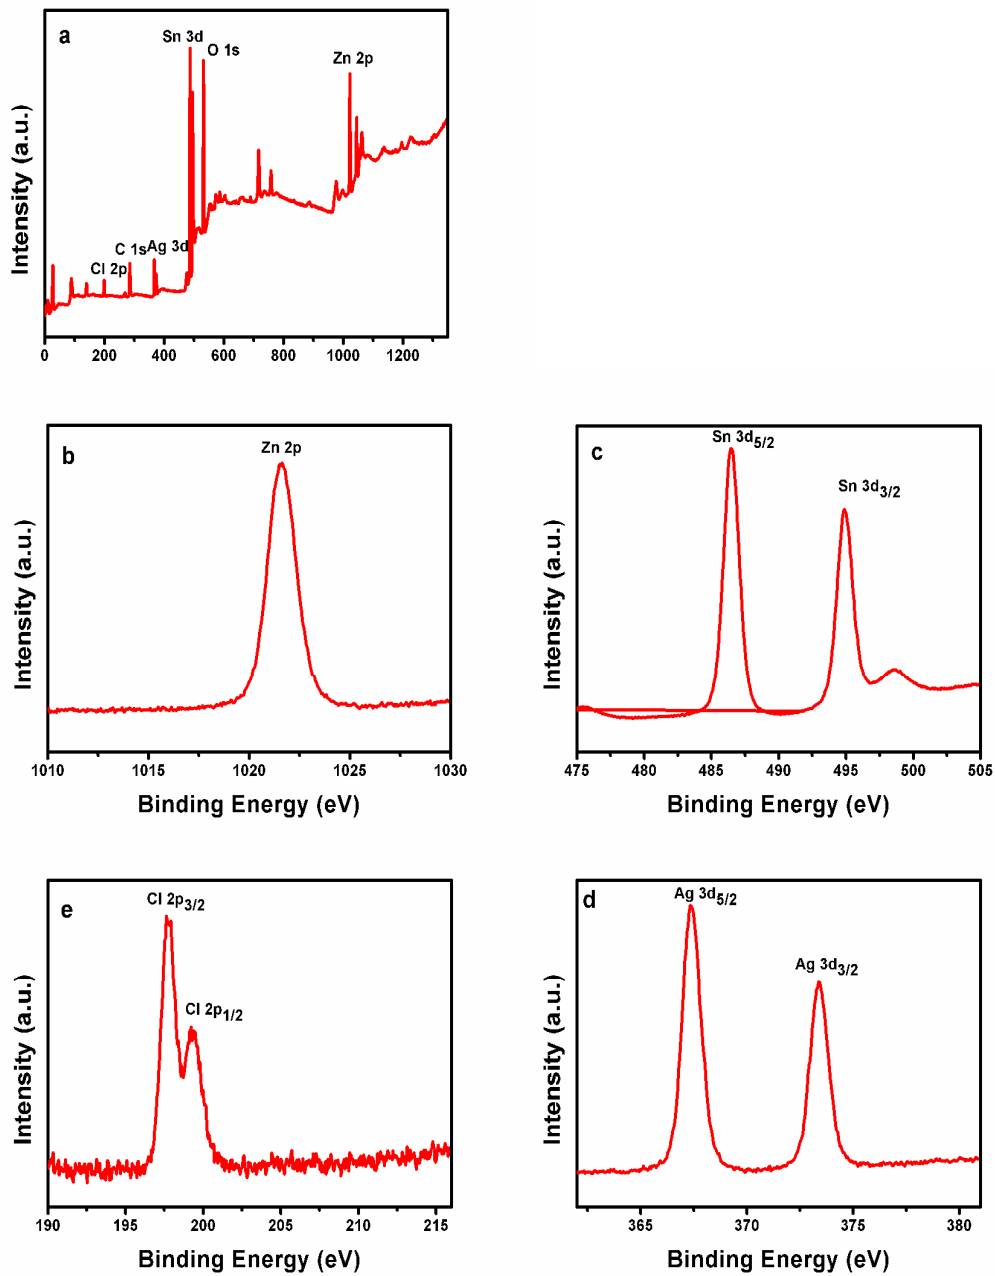 a
Sn 3d
O 1s
Zn 2p
C 1s
Ag 3d
Cl 2p
Intensity (a.u.)
0 200 400 600 800 1000 1200
b
Zn 2p
Intensity (a.u.)
1010 1015 1020 1025 1030
Binding Energy (eV)
c
Sn 3d5/2
Sn 3d3/2
Intensity (a.u.)
475 480 485 490 495 500 505
Binding Energy (eV)
e
Cl 2p3/2
Cl 2p1/2
Intensity (a.u.)
190 195 200 205 210 215
Binding Energy (eV)
d
Ag 3d5/2
Ag 3d3/2
Intensity (a.u.)
365 370 375 380
Binding Energy (eV)